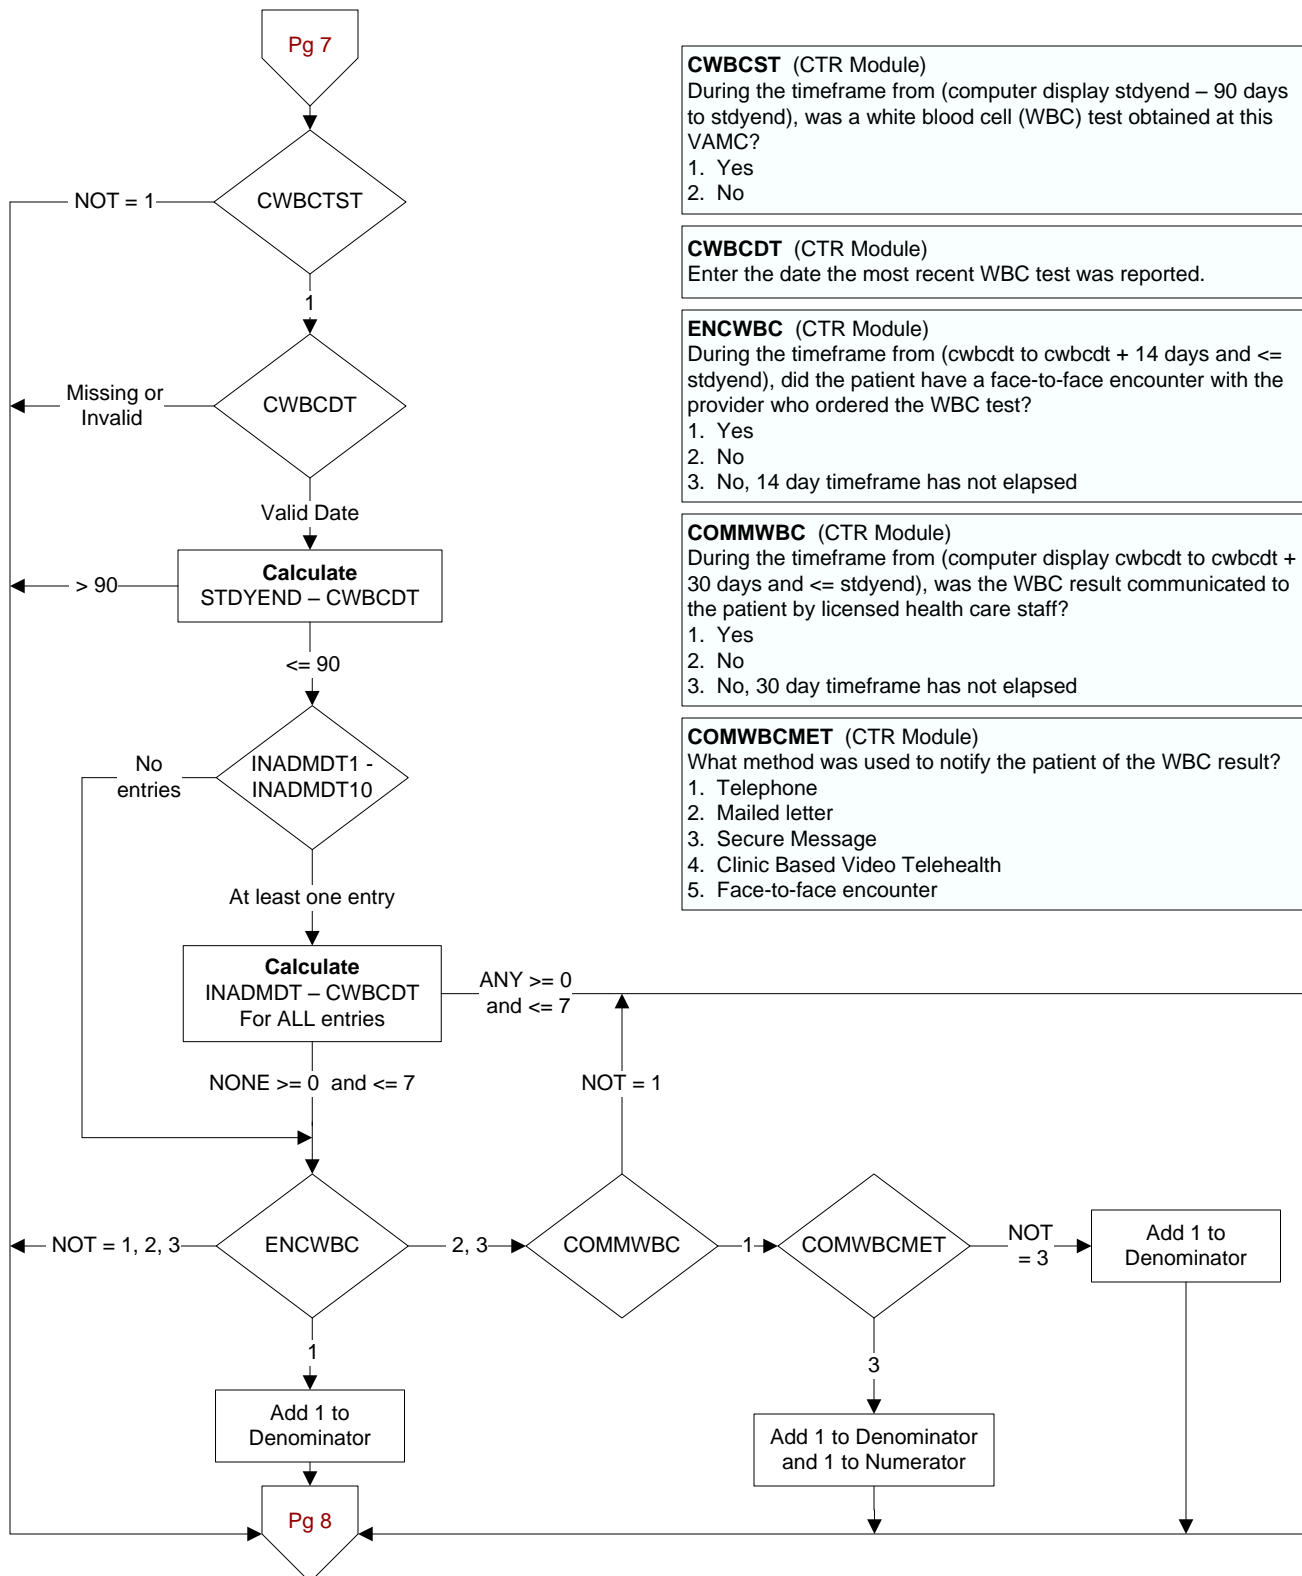 Pg 7
CWBCTST
NOT = 1
1
CWBCDT
Missing or
Invalid
Valid Date
Calculate
STDYEND – CWBCDT
> 90
<= 90
INADMDT1 -
INADMDT10
No
entries
At least one entry
Calculate
INADMDT – CWBCDT
For ALL entries
ANY >= 0
and <= 7
NONE >= 0 and <= 7
NOT = 1
ENCWBC
NOT = 1, 2, 3
2, 3
COMMWBC
1
COMWBCMET
NOT
= 3
Add 1 to
Denominator
1
3
Add 1 to
Denominator
Add 1 to Denominator
and 1 to Numerator
Pg 8
CWBCST (CTR Module)
During the timeframe from (computer display stdyend – 90 days
to stdyend), was a white blood cell (WBC) test obtained at this
VAMC?
1. Yes
2. No
CWBCDT (CTR Module)
Enter the date the most recent WBC test was reported.
ENCWBC (CTR Module)
During the timeframe from (cwbcdt to cwbcdt + 14 days and <=
stdyend), did the patient have a face-to-face encounter with the
provider who ordered the WBC test?
1. Yes
2. No
3. No, 14 day timeframe has not elapsed
COMMWBC (CTR Module)
During the timeframe from (computer display cwbcdt to cwbcdt +
30 days and <= stdyend), was the WBC result communicated to
the patient by licensed health care staff?
1. Yes
2. No
3. No, 30 day timeframe has not elapsed
COMWBCMET (CTR Module)
What method was used to notify the patient of the WBC result?
1. Telephone
2. Mailed letter
3. Secure Message
4. Clinic Based Video Telehealth
5. Face-to-face encounter